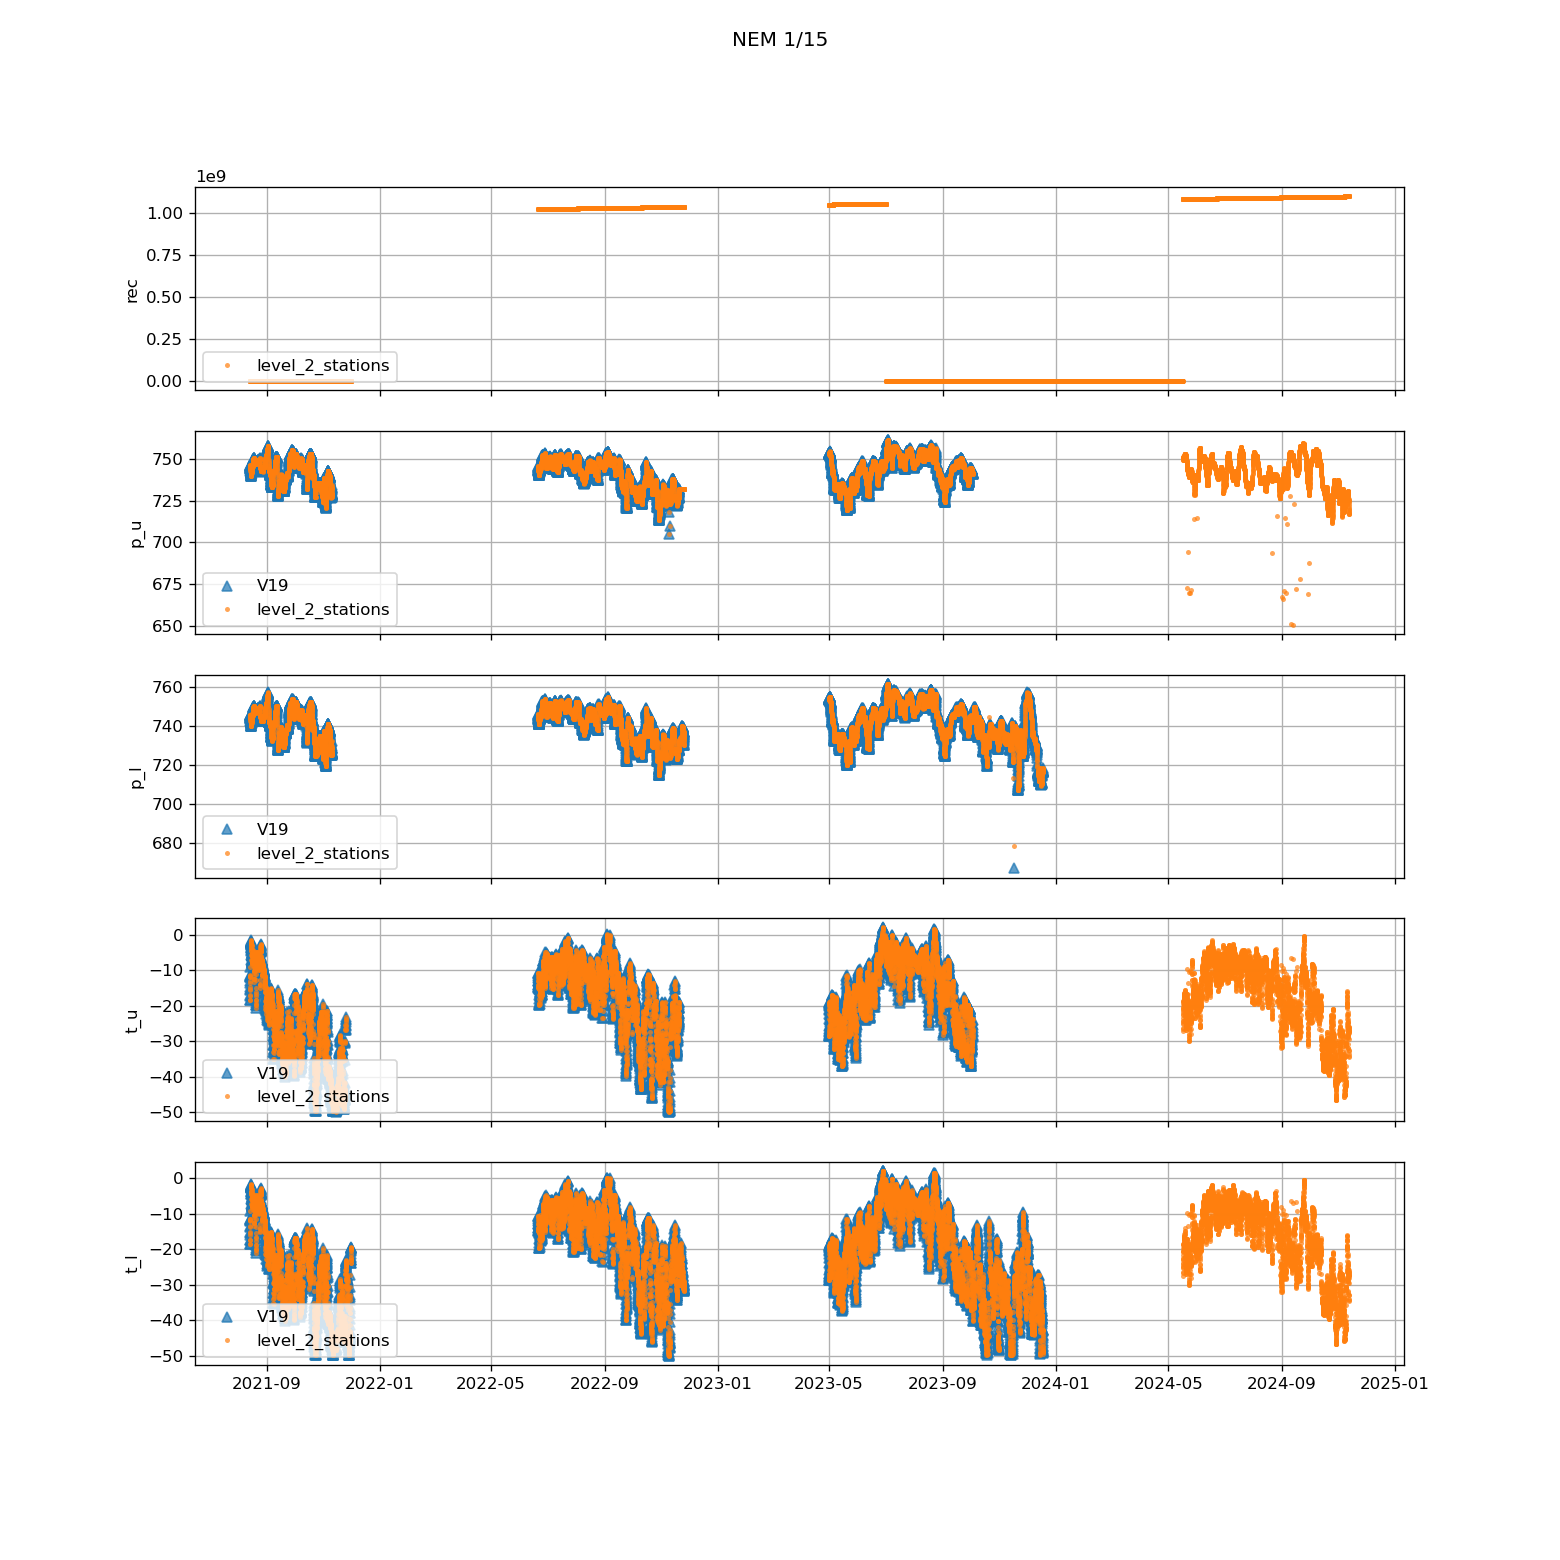 NEM 1/15
1e9
1.00
0.75
0.50
0.25
0.00
rec
level_2_stations
750
725
700
675
650
p_u
V19
level_2_stations
760
740
720
700
680
p_l
V19
level_2_stations
0
−10
−20
−30
−40
−50
t_u
V19
level_2_stations
0
−10
−20
−30
−40
−50
t_l
V19
level_2_stations
2021-09 2022-01 2022-05 2022-09 2023-01 2023-05 2023-09 2024-01 2024-05 2024-09 2025-01